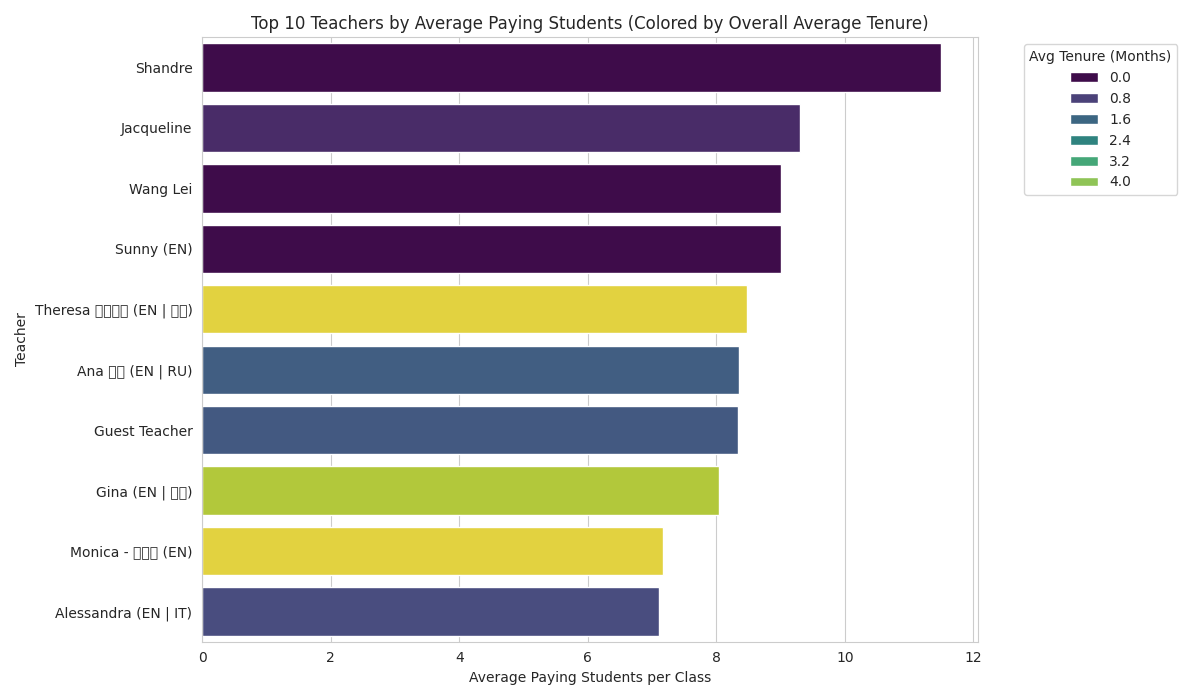 Top 10 Teachers by Average Paying Students (Colored by Overall Average Tenure)
Avg Tenure (Months)
0.0
0.8
1.6
2.4
3.2
4.0
Teacher
Shandre
Jacqueline
Wang Lei
Sunny (EN)
Theresa (EN |
Ana (EN | RU)
Guest Teacher
Gina (EN |
Monica - (EN)
Alessandra (EN | IT)
0 2 4 6 8 10 12
Average Paying Students per Class